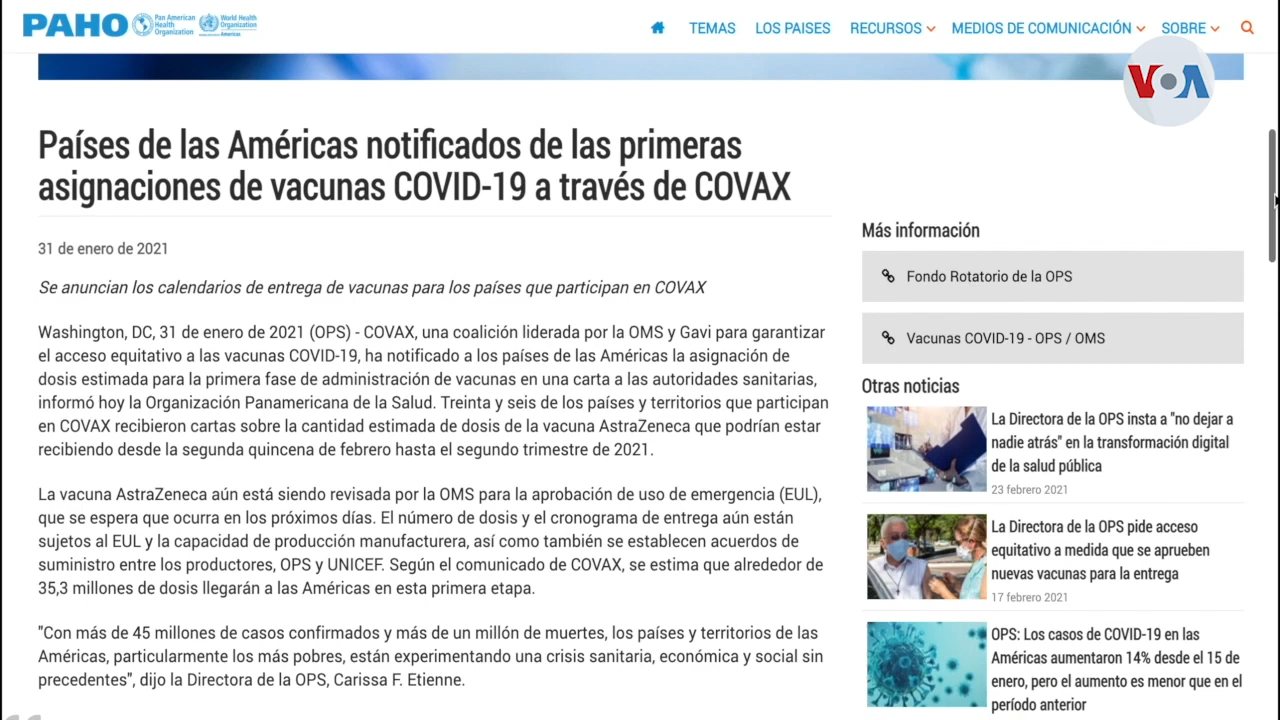 PAHO
Pan American
Health
Organization
World Health
Organization
Americas
TEMAS
LOS PAISES
RECURSOS
MEDIOS DE COMUNICACIÓN
SOBRE
VOA
Países de las Américas notificados de las primeras
asignaciones de vacunas COVID-19 a través de COVAX
31 de enero de 2021
Se anuncian los calendarios de entrega de vacunas para los países que participan en COVAX
Washington, DC, 31 de enero de 2021 (OPS) - COVAX, una coalición liderada por la OMS y Gavi para garantizar
el acceso equitativo a las vacunas COVID-19, ha notificado a los países de las Américas la asignación de
dosis estimada para la primera fase de administración de vacunas en una carta a las autoridades sanitarias,
informó hoy la Organización Panamericana de la Salud. Treinta y seis de los países y territorios que participan
en COVAX recibieron cartas sobre la cantidad estimada de dosis de la vacuna AstraZeneca que podrían estar
recibiendo desde la segunda quincena de febrero hasta el segundo trimestre de 2021.
La vacuna AstraZeneca aún está siendo revisada por la OMS para la aprobación de uso de emergencia (EUL),
que se espera que ocurra en los próximos días. El número de dosis y el cronograma de entrega aún están
sujetos al EUL y la capacidad de producción manufacturera, así como también se establecen acuerdos de
suministro entre los productores, OPS y UNICEF. Según el comunicado de COVAX, se estima que alrededor de
35,3 millones de dosis llegarán a las Américas en esta primera etapa.
"Con más de 45 millones de casos confirmados y más de un millón de muertes, los países y territorios de las
Américas, particularmente los más pobres, están experimentando una crisis sanitaria, económica y social sin
precedentes", dijo la Directora de la OPS, Carissa F. Etienne.
Más información
Fondo Rotatorio de la OPS
Vacunas COVID-19 - OPS / OMS
Otras noticias
La Directora de la OPS insta a "no dejar a
nadie atrás" en la transformación digital
de la salud pública
23 febrero 2021
La Directora de la OPS pide acceso
equitativo a medida que se aprueben
nuevas vacunas para la entrega
17 febrero 2021
OPS: Los casos de COVID-19 en las
Américas aumentaron 14% desde el 15 de
enero, pero el aumento es menor que en el
período anterior